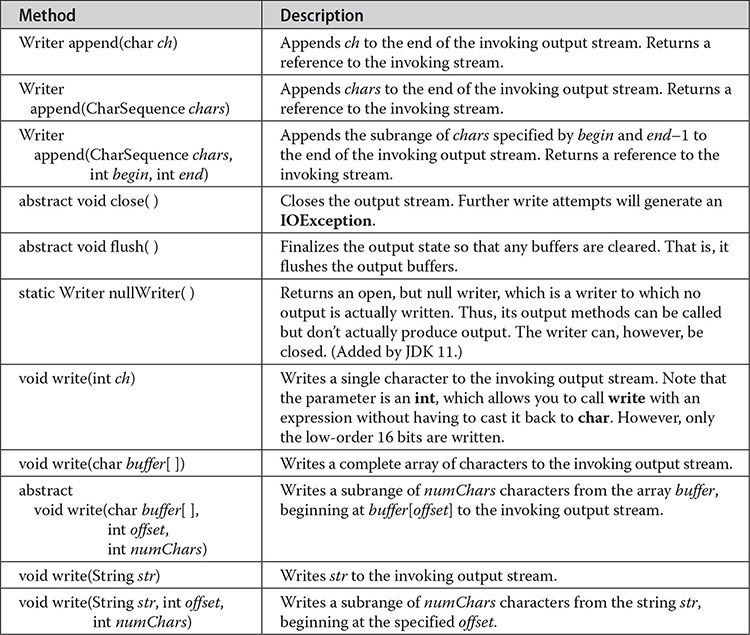 Method Description
Writer append(char ch) Appends ch to the end of the invoking output stream. Returns a
reference to the invoking stream.
Writer
append(CharSequence chars)
Appends chars to the end of the invoking output stream. Returns a
reference to the invoking stream.
Writer
append(CharSequence chars,
int begin, int end)
Appends the subrange of chars specified by begin and end–1 to
the end of the invoking output stream. Returns a reference to the
invoking stream.
abstract void close( ) Closes the output stream. Further write attempts will generate an
IOException.
abstract void flush( ) Finalizes the output state so that any buffers are cleared. That is, it
flushes the output buffers.
static Writer nullWriter( ) Returns an open, but null writer, which is a writer to which no
output is actually written. Thus, its output methods can be called
but don’t actually produce output. The writer can, however, be
closed. (Added by JDK 11.)
void write(int ch) Writes a single character to the invoking output stream. Note that
the parameter is an int, which allows you to call write with an
expression without having to cast it back to char. However, only
the low-order 16 bits are written.
void write(char buffer[ ]) Writes a complete array of characters to the invoking output stream.
abstract
void write(char buffer[ ],
int offset,
int numChars)
Writes a subrange of numChars characters from the array buffer,
beginning at buffer[offset] to the invoking output stream.
void write(String str) Writes str to the invoking output stream.
void write(String str, int offset,
int numChars)
Writes a subrange of numChars characters from the string str,
beginning at the specified offset.